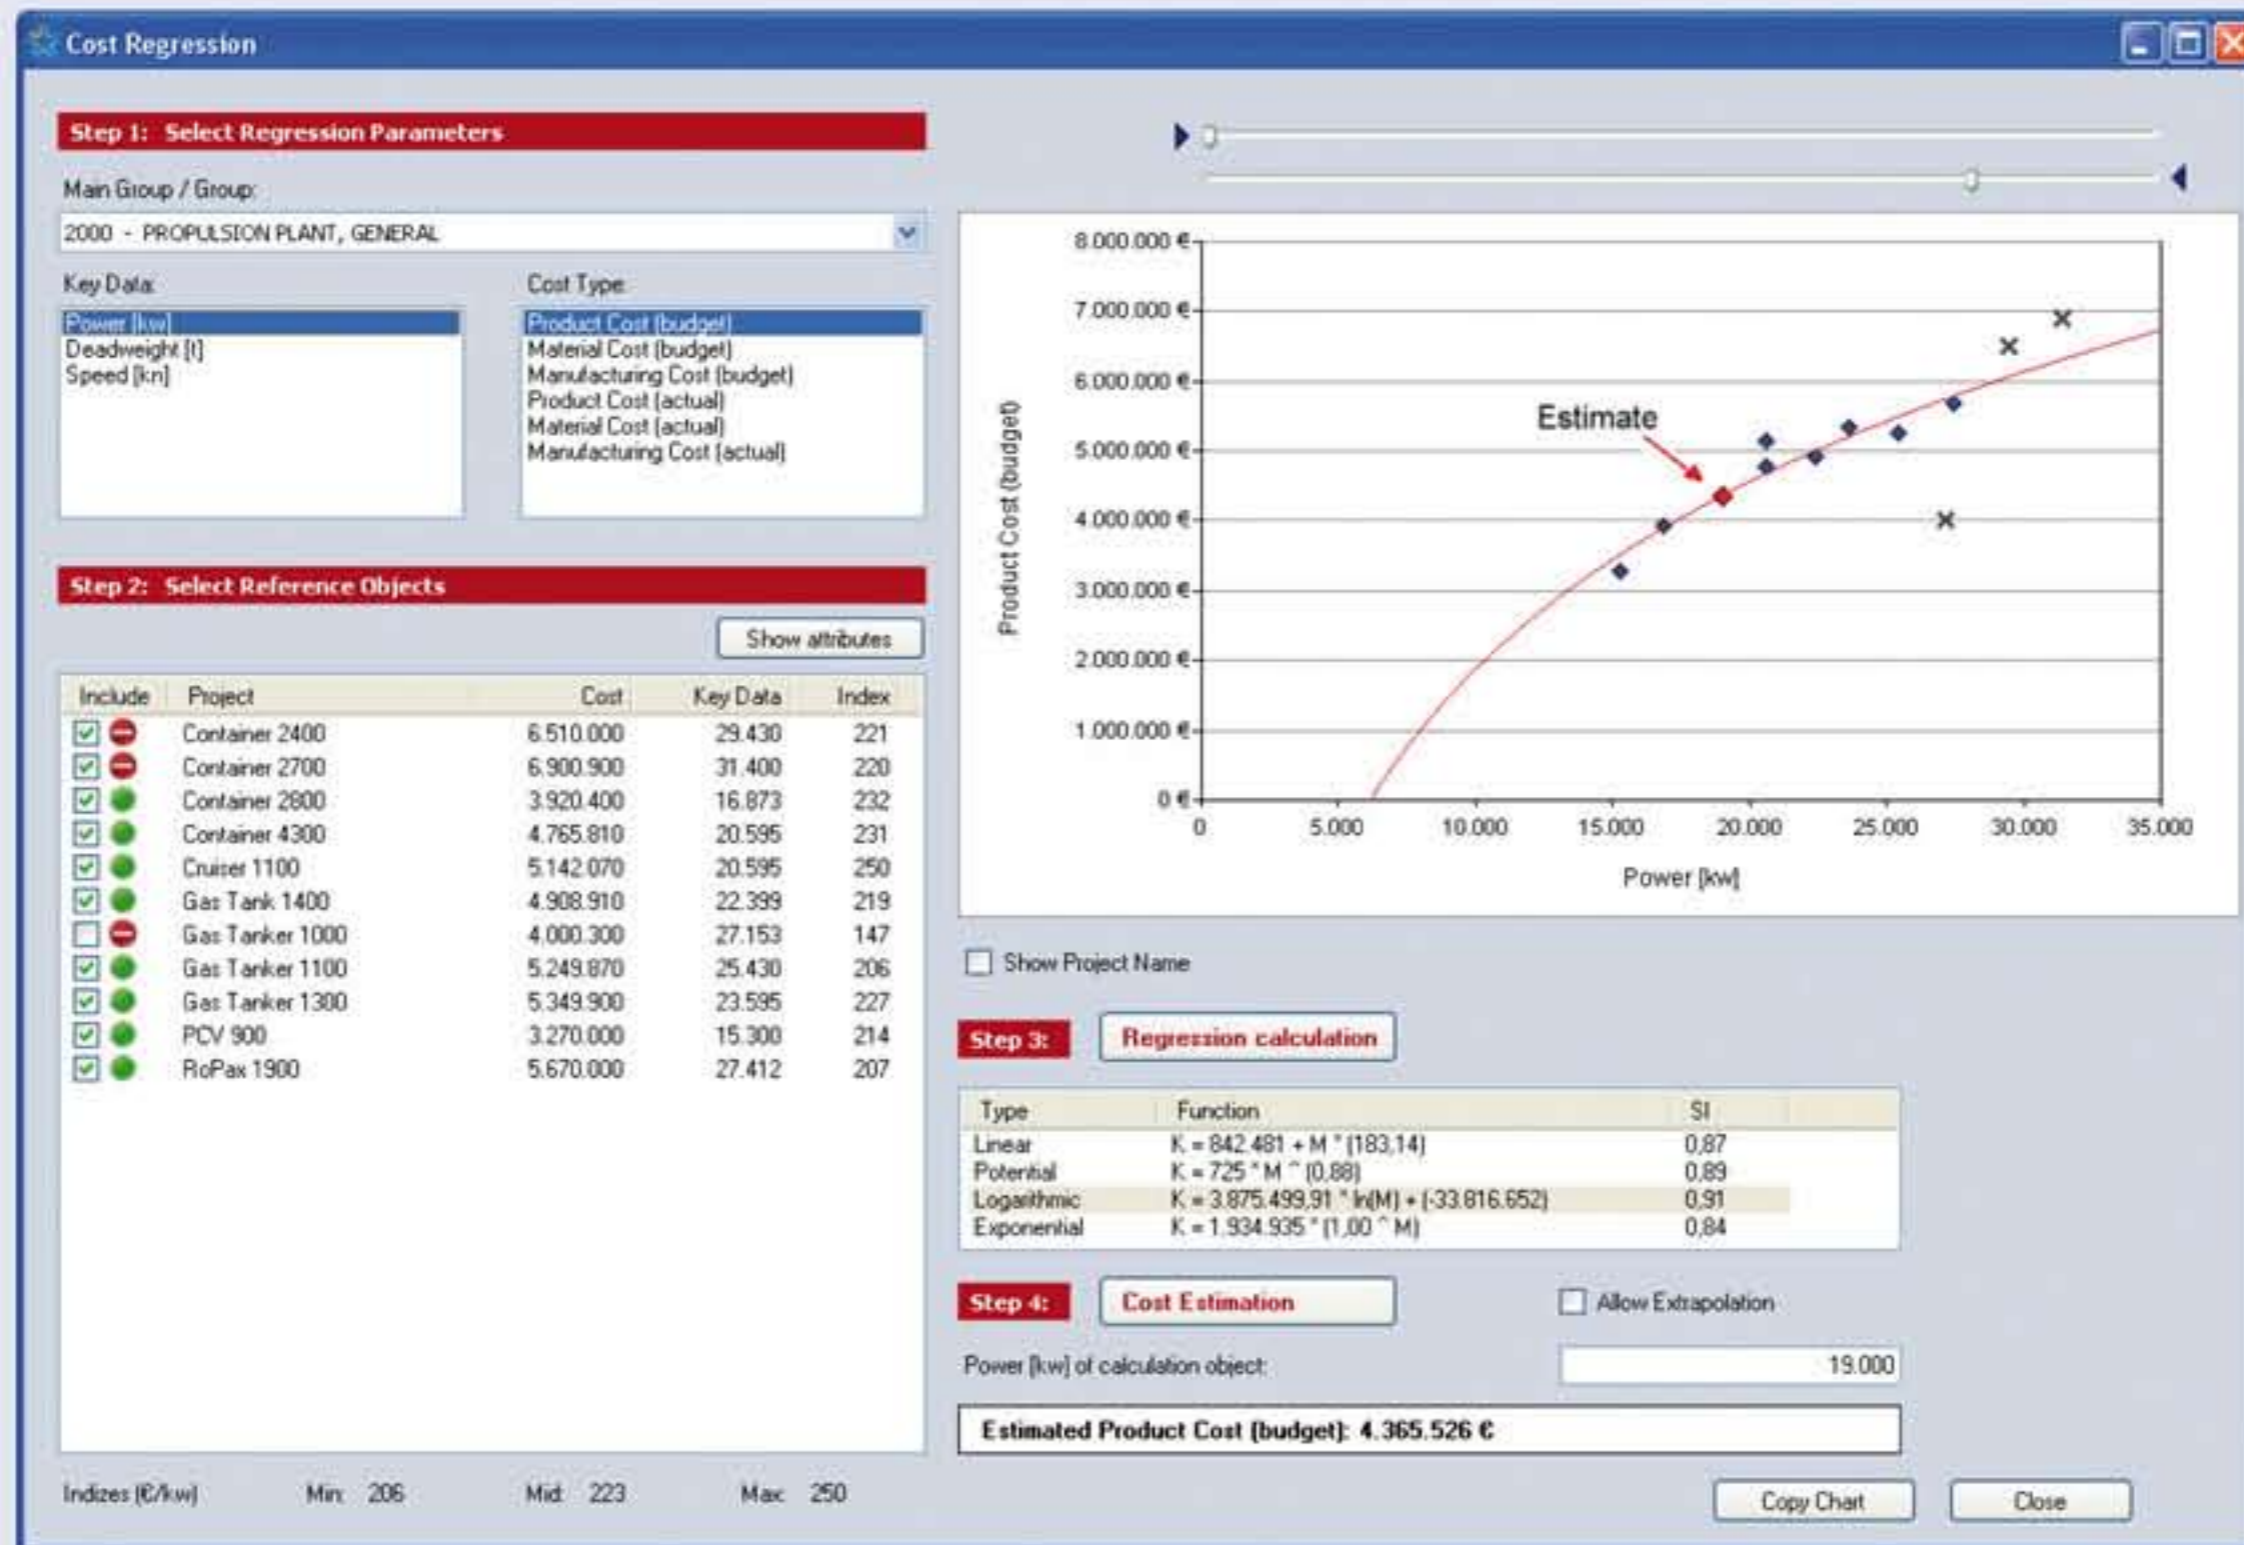 Cost Regression
Step 1: Select Regression Parameters
Main Group / Group:
2000 - PROPULSION PLANT, GENERAL
Key Data:
Power [kw]
Deadweight [t]
Speed [kn]
Cost Type:
Product Cost (budget)
Material Cost (budget)
Manufacturing Cost (budget)
Product Cost (actual)
Material Cost (actual)
Manufacturing Cost (actual)
Step 2: Select Reference Objects
Show attributes
Include Project Cost Key Data Index
Container 2400 6.510.000 29.430 221
Container 2700 6.900.900 31.400 220
Container 2800 3.920.400 16.873 232
Container 4300 4.765.810 20.595 231
Cruiser 1100 5.142.070 20.595 250
Gas Tank 1400 4.908.910 22.399 219
Gas Tanker 1000 4.000.300 27.153 147
Gas Tanker 1100 5.249.870 25.430 206
Gas Tanker 1300 5.349.900 23.595 227
PCV 900 3.270.000 15.300 214
RoPax 1900 5.670.000 27.412 207
Indizes (€/kw) Min: 206 Mid: 223 Max: 250
8.000.000 €
7.000.000 €
6.000.000 €
5.000.000 €
4.000.000 €
3.000.000 €
2.000.000 €
1.000.000 €
0 €
Product Cost (budget)
Estimate
0 5.000 10.000 15.000 20.000 25.000 30.000 35.000
Power [kw]
Show Project Name
Step 3: Regression calculation
Type Function SI
Linear K = 842.481 + M * (183,14) 0,87
Potential K = 725 * M ^ (0,88) 0,89
Logarithmic K = 3.875.499,91 * ln(M) + (-33.816.652) 0,91
Exponential K = 1.934.935 * (1,00 ^ M) 0,84
Step 4: Cost Estimation
Allow Extrapolation
Power [kw] of calculation object: 19.000
Estimated Product Cost (budget): 4.365.526 €
Copy Chart Close